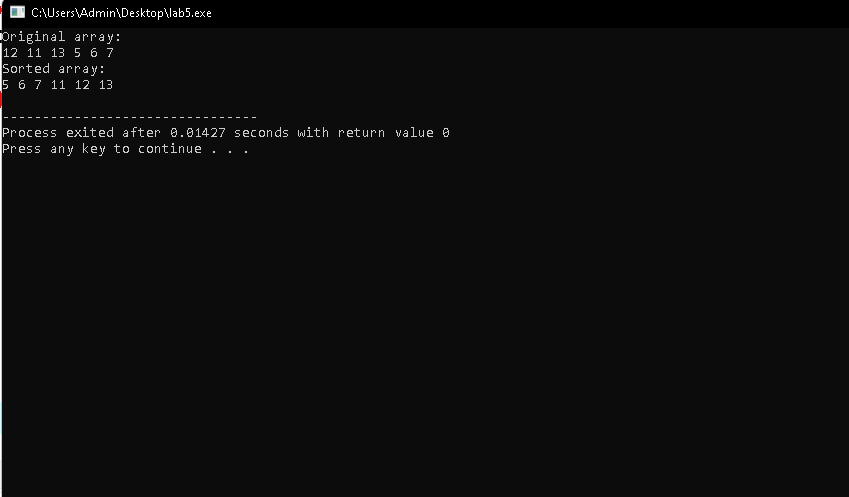 C:\Users\Admin\Desktop\lab5.exe
Original array:
12 11 13 5 6 7
Sorted array:
5 6 7 11 12 13
--------------------------------
Process exited after 0.01427 seconds with return value 0
Press any key to continue . . .